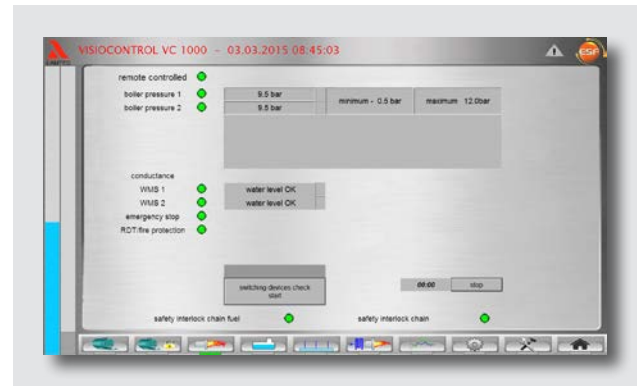 VISIOCONTROL VC 1000 - 03.03.2015 08:45:03
remote controlled
boiler pressure 1 9.5 bar
boiler pressure 2 9.5 bar
minimum - 0.5 bar maximum 12.0bar
conductance
WMS 1 water level OK
WMS 2 water level OK
emergency stop
RDT/fire protection
switching devices check
start
00:00 stop
safety interlock chain fuel
safety interlock chain